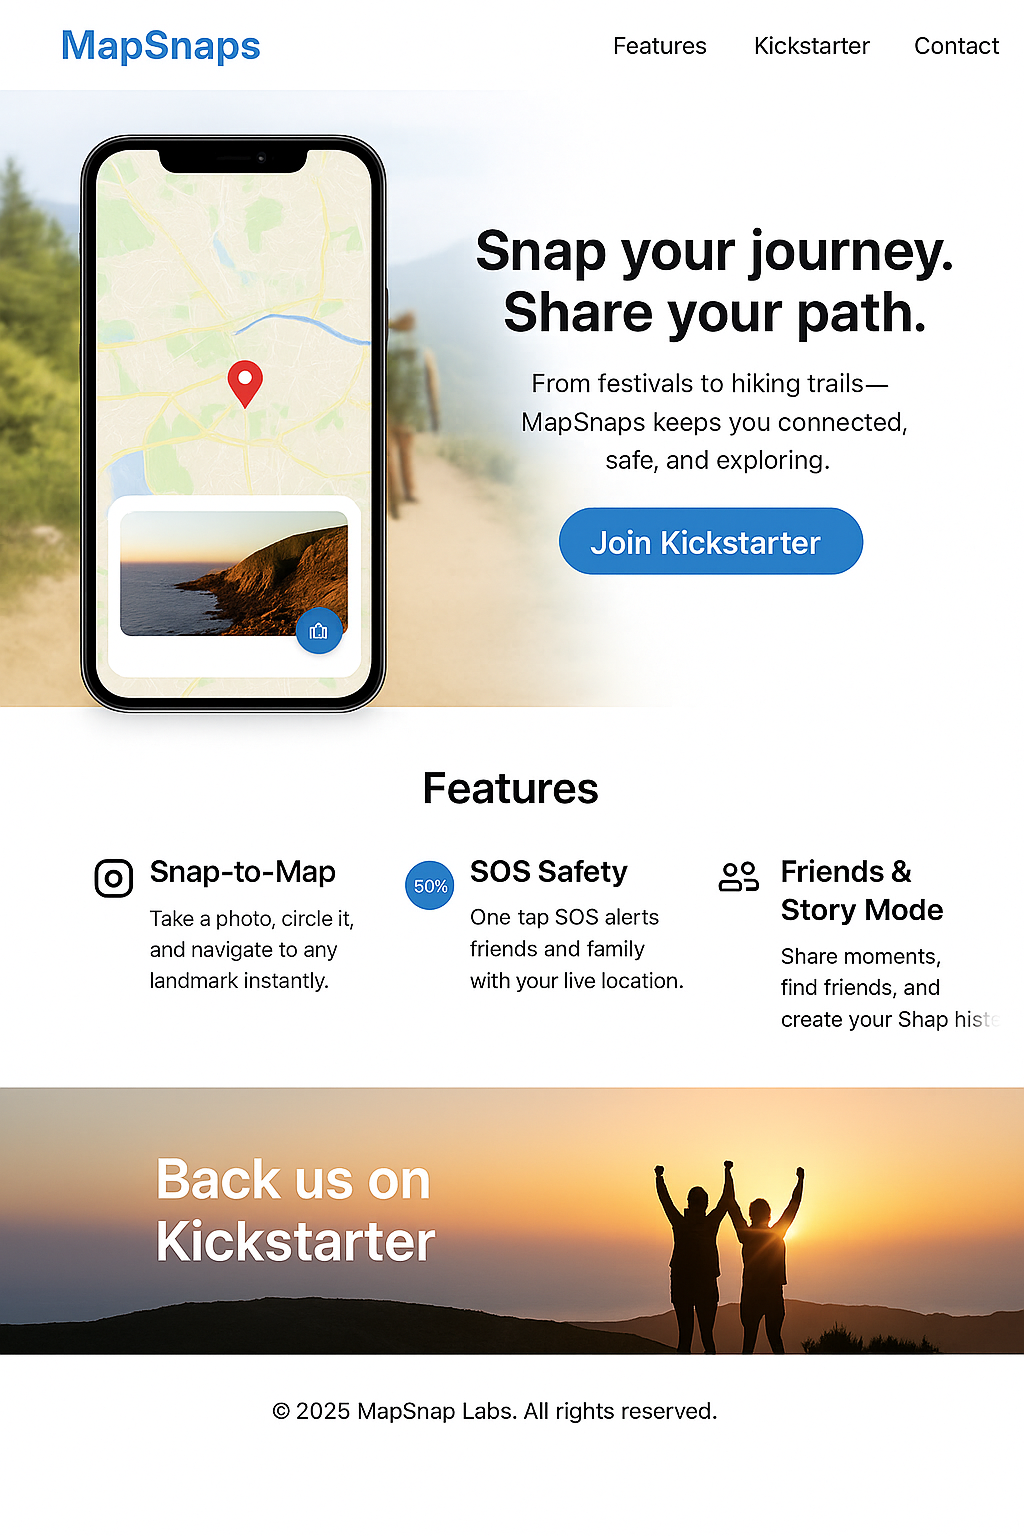 MapSnaps
Features Kickstarter Contact
Snap your journey.
Share your path.
From festivals to hiking trails—
MapSnaps keeps you connected,
safe, and exploring.
Join Kickstarter
Features
Snap-to-Map
Take a photo, circle it,
and navigate to any
landmark instantly.
50%
SOS Safety
One tap SOS alerts
friends and family
with your live location.
Friends &
Story Mode
Share moments,
find friends, and
create your Shap
Back us on
Kickstarter
© 2025 MapSnap Labs. All rights reserved.